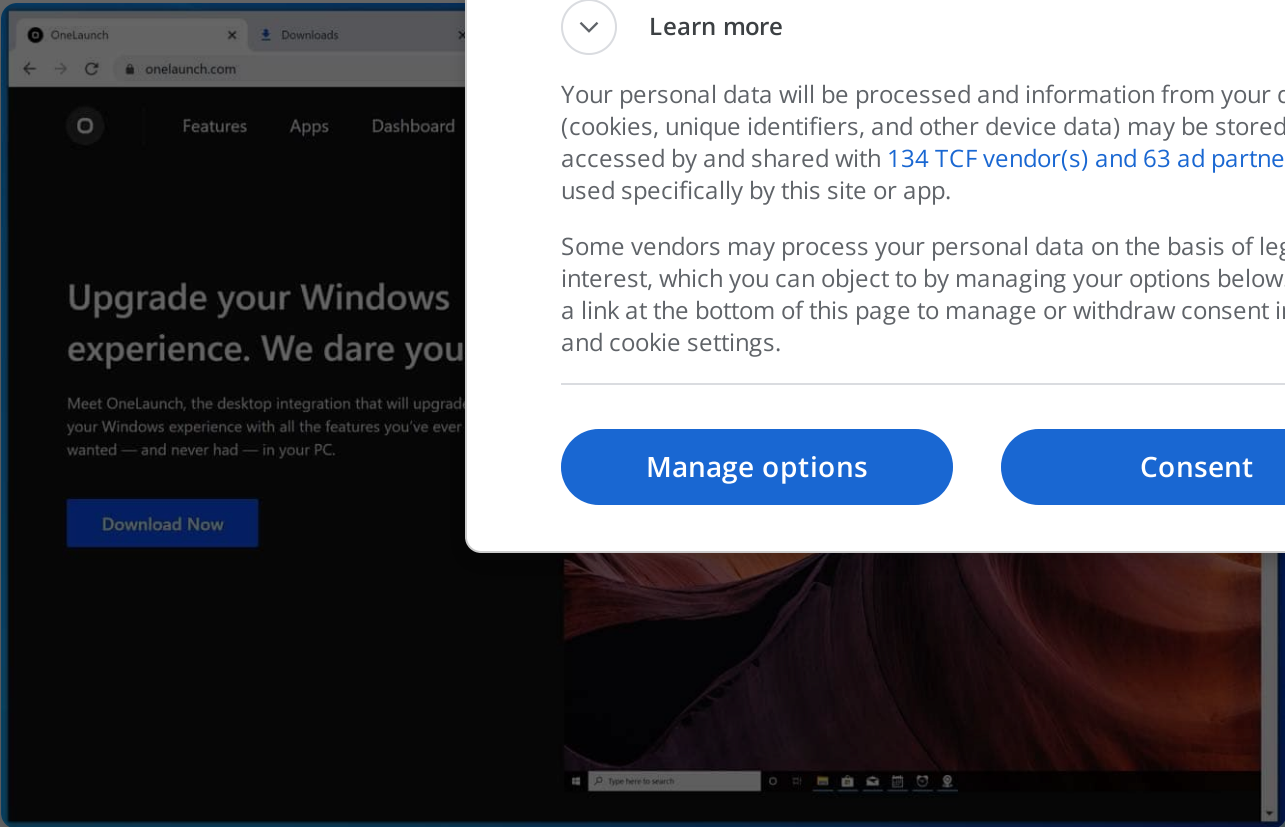 OneLaunch
Downloads
onelaunch.com
Features Apps Dashboard
Upgrade your Windows
experience. We dare you
Meet OneLaunch, the desktop integration that will upgrade
your Windows experience with all the features you've ever
wanted — and never had — in your PC.
Download Now
Learn more
Your personal data will be processed and information from your
(cookies, unique identifiers, and other device data) may be stored
accessed by and shared with 134 TCF vendor(s) and 63 ad partne
used specifically by this site or app.
Some vendors may process your personal data on the basis of leg
interest, which you can object to by managing your options below
a link at the bottom of this page to manage or withdraw consent i
and cookie settings.
Manage options
Consent
Type here to search